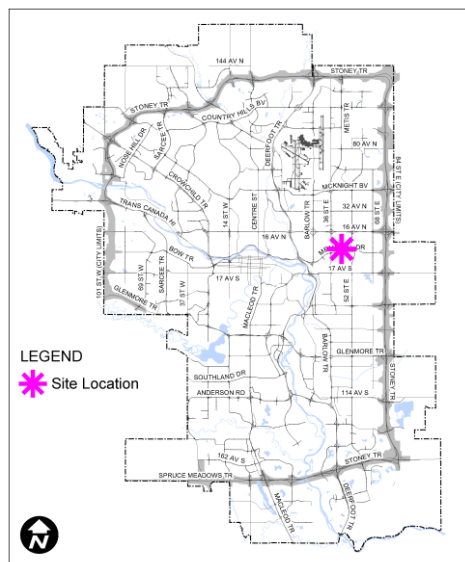 144 AV N
STONEY TR
STONEY TR
COUNTRY HILLS BV
METIS TR
DEERFOOT TR
SARCEE TR
NOSE HILL DR
80 AV N
84 ST E (CITY LIMITS)
CROWCHILD TR
MCKNIGHT BV
TRANS CANADA HI
14 ST W
CENTRE ST
BARLOW TR
36 ST E
32 AV N
68 ST E
16 AV N
16 AV N
DR
BOW TR
17 AV S
17 AV S
101 ST W (CITY LIMITS)
SARCEE TR
69 ST W
37 ST W
MACLEOD TR
52 ST E
GLENMORE TR
BARLOW TR
GLENMORE TR
LEGEND
Site Location
SOUTHLAND DR
ANDERSON RD
114 AV S
STONEY TR
162 AV S
STONEY TR
SPRUCE MEADOWS TR
MACLEOD TR
DEERFOOT TR
N